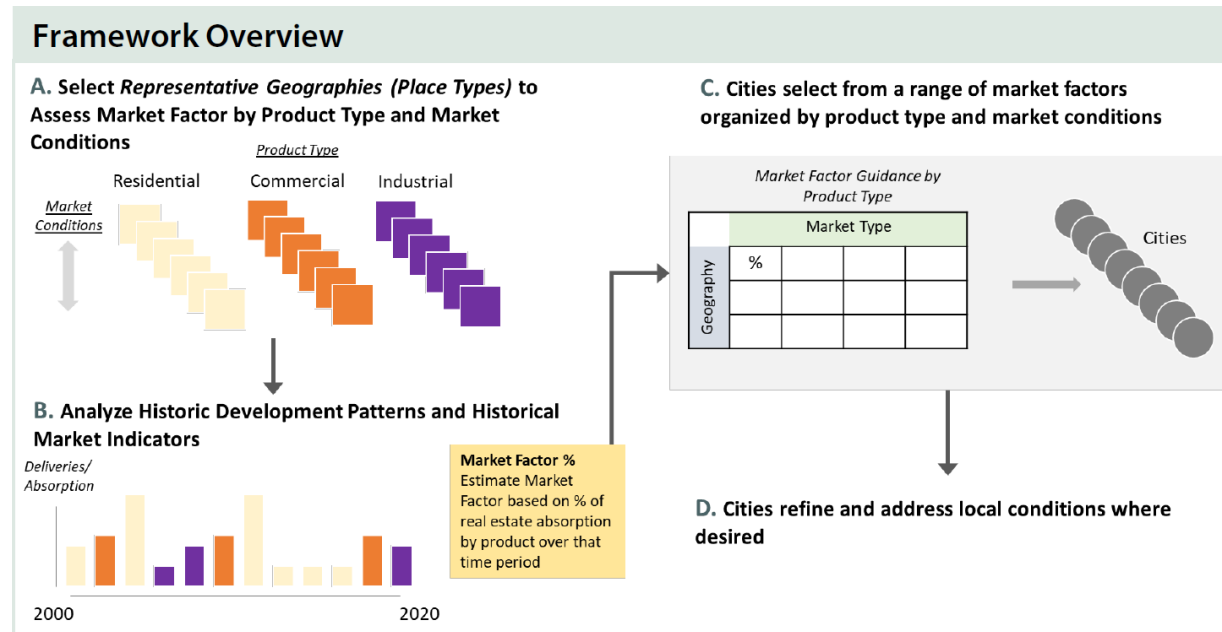 Framework Overview
A. Select Representative Geographies (Place Types) to
Assess Market Factor by Product Type and Market
Conditions
Product Type
Residential
Commercial
Industrial
Market
Conditions
B. Analyze Historic Development Patterns and Historical
Market Indicators
Deliveries/
Absorption
2000
2020
Market Factor %
Estimate Market
Factor based on % of
real estate absorption
by product over that
time period
C. Cities select from a range of market factors
organized by product type and market conditions
Market Factor Guidance by
Product Type
Market Type
Geography
%
Cities
D. Cities refine and address local conditions where
desired